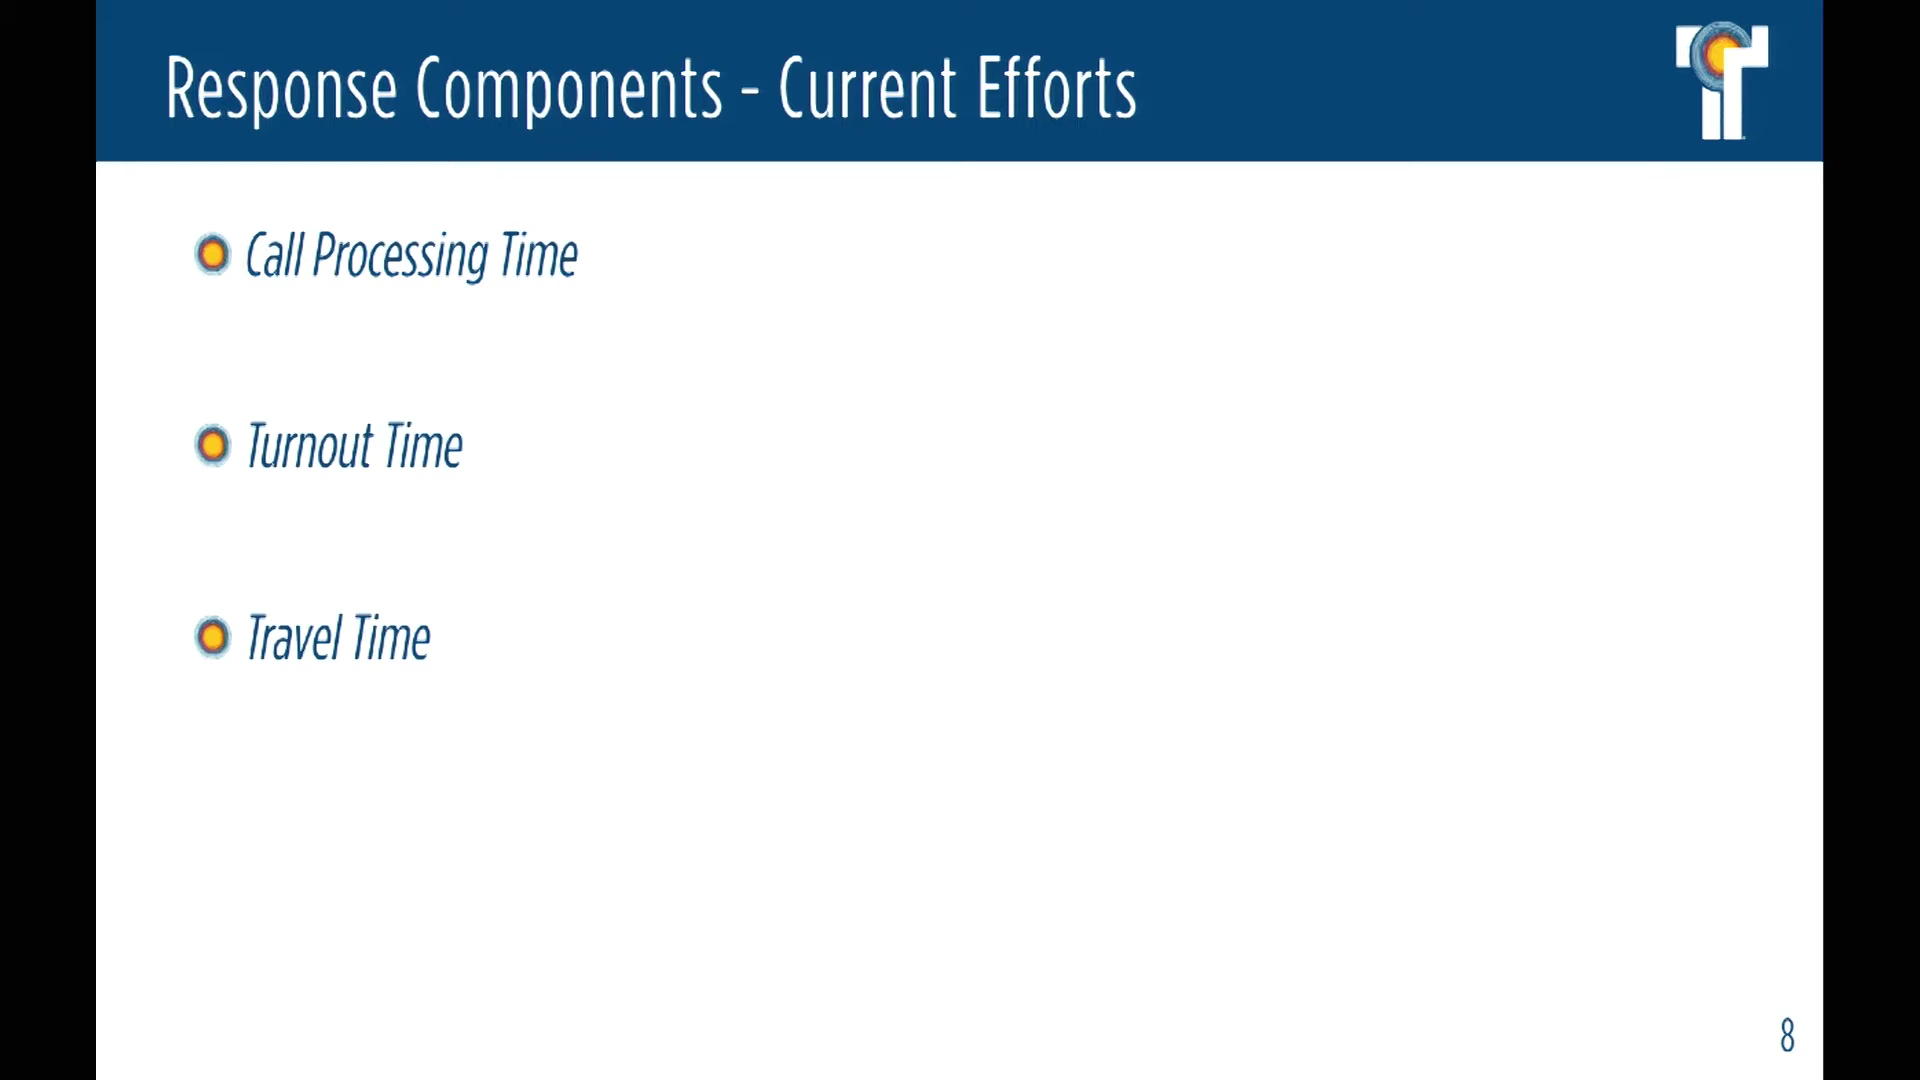 Response Components - Current Efforts
Call Processing Time
Turnout Time
Travel Time
8